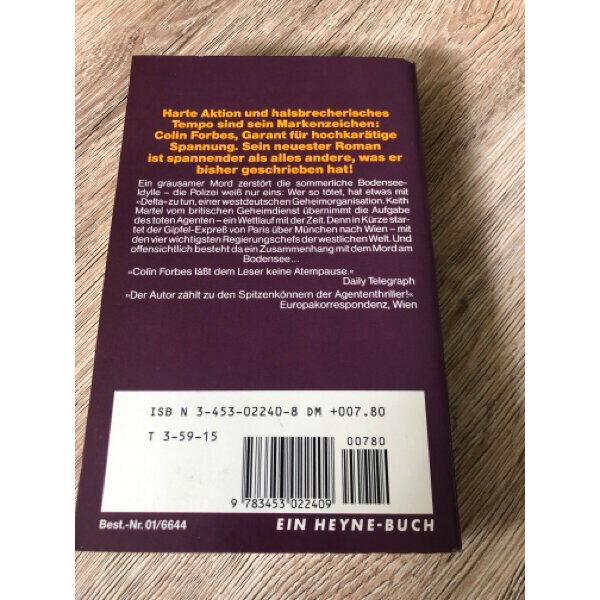 Harte Aktion und halsbrecherisches
Tempo sind sein Markenzeichen:
Colin Forbes, Garant für hochkarätige
Spannung. Sein neuester Roman
ist spannender als alles andere, was er
bisher geschrieben hat!
Ein grausamer Mord zerstört die sommerliche Bodensee-
Idylle – die Polizei weiß nur eins: Wer so tötet, hat etwas mit
»Delta« zu tun, einer westdeutschen Geheimorganisation. Keith
Martel vom britischen Geheimdienst übernimmt die Aufgabe
des toten Agenten – ein Wettlauf mit der Zeit. Denn in Kürze star-
tet der Gipfel-Expreß von Paris über München nach Wien – mit
den vier wichtigsten Regierungschefs der westlichen Welt. Und
offensichtlich besteht da ein Zusammenhang mit dem Mord am
Bodensee...
»Colin Forbes läßt dem Leser keine Atempause.«
Daily Telegraph
»Der Autor zählt zu den Spitzenkönnern der Agententhriller!«
Europakorrespondenz, Wien
ISB N 3-453-02240-8 DM +007.80
T 3-59-15
00780
9 783453 022409
Best.-Nr. 01/6644
EIN HEYNE-BUCH